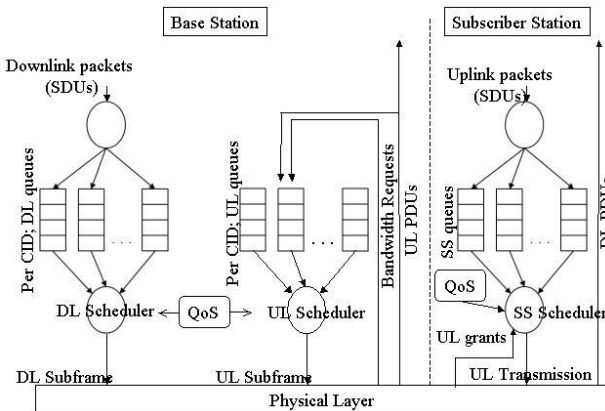 Base Station
Subscriber Station
Downlink packets
(SDUs)
Uplink packets
(SDUs)
Per CID; DL queues
. . .
Per CID; UL queues
. . .
Bandwidth Requests
UL PDUs
SS queues
. . .
DL PDUs
DL Scheduler
QoS
UL Scheduler
QoS
SS Scheduler
UL grants
DL Subframe
UL Subframe
UL Transmission
Physical Layer